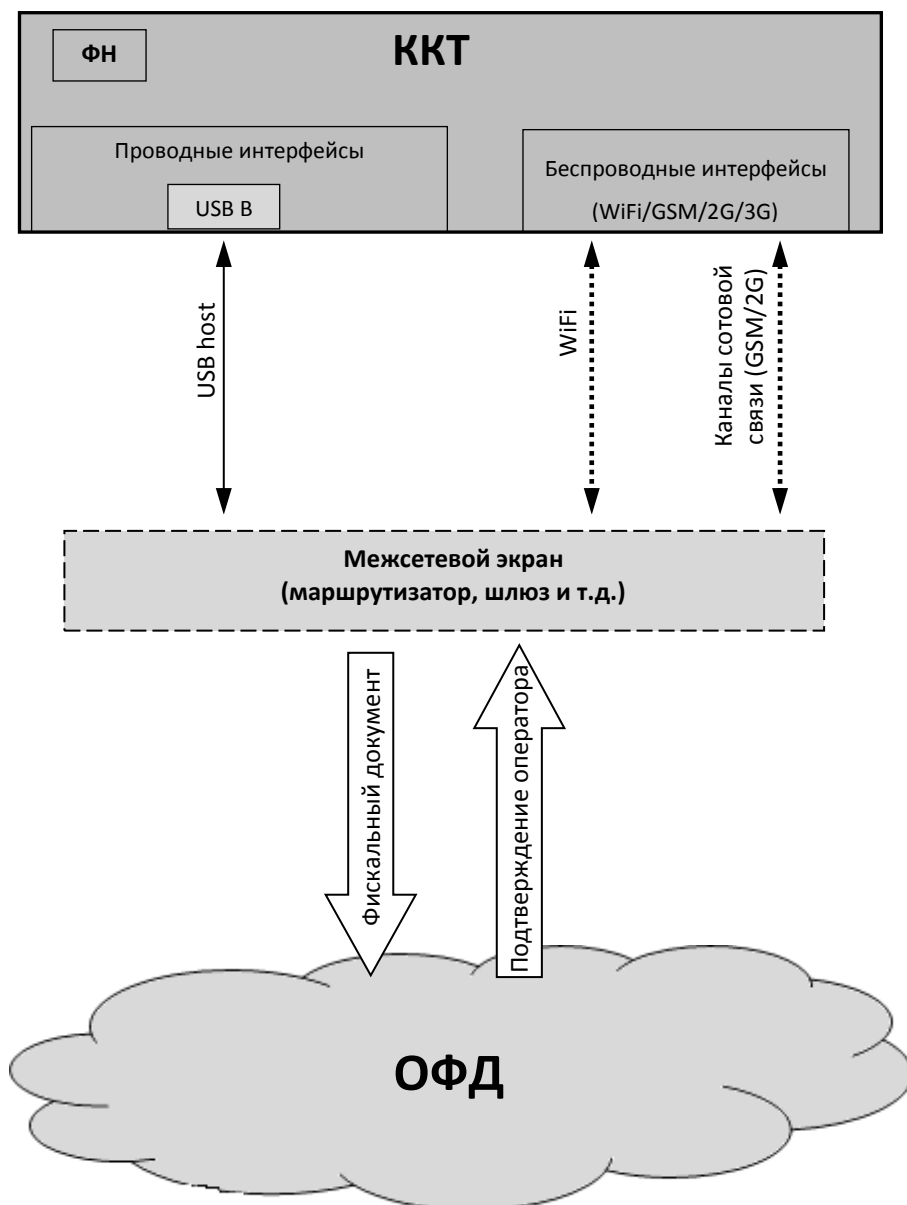 ФН
ККТ
Проводные интерфейсы
USB B
Беспроводные интерфейсы
(WiFi/GSM/2G/3G)
USB host
WiFi
Каналы сотовой
связи (GSM/2G)
Межсетевой экран
(маршрутизатор, шлюз и т.д.)
Фискальный документ
Подтверждение оператора
ОФД